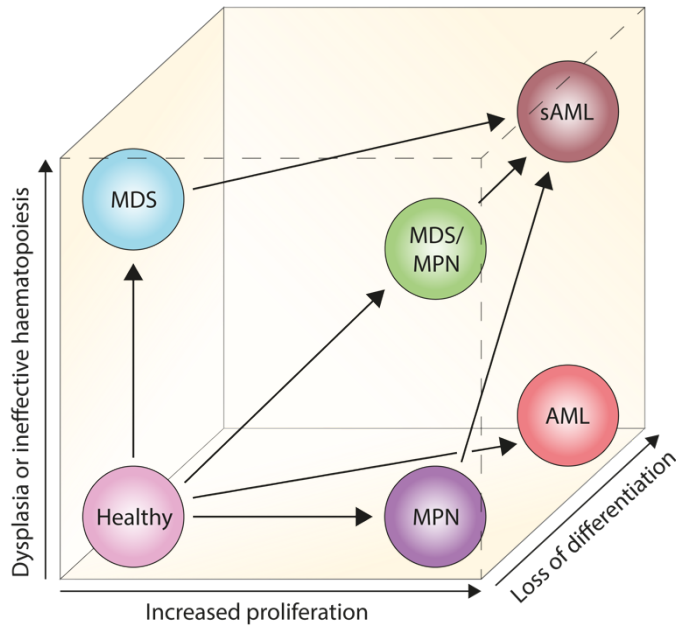 sAML
MDS
MDS/
MPN
AML
Healthy
MPN
Dysplasia or ineffective haematopoiesis
Increased proliferation
Loss of differentiation